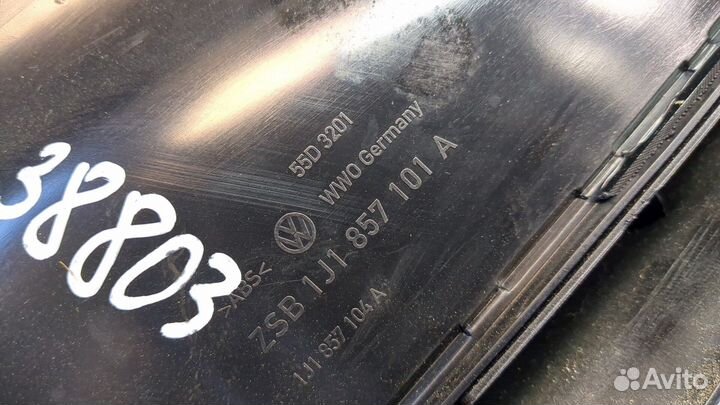 55D 3201
WWO Germany
ZSB 1J1 857 101 A
>ABS<
1J1 857 104 A
38803
Avito